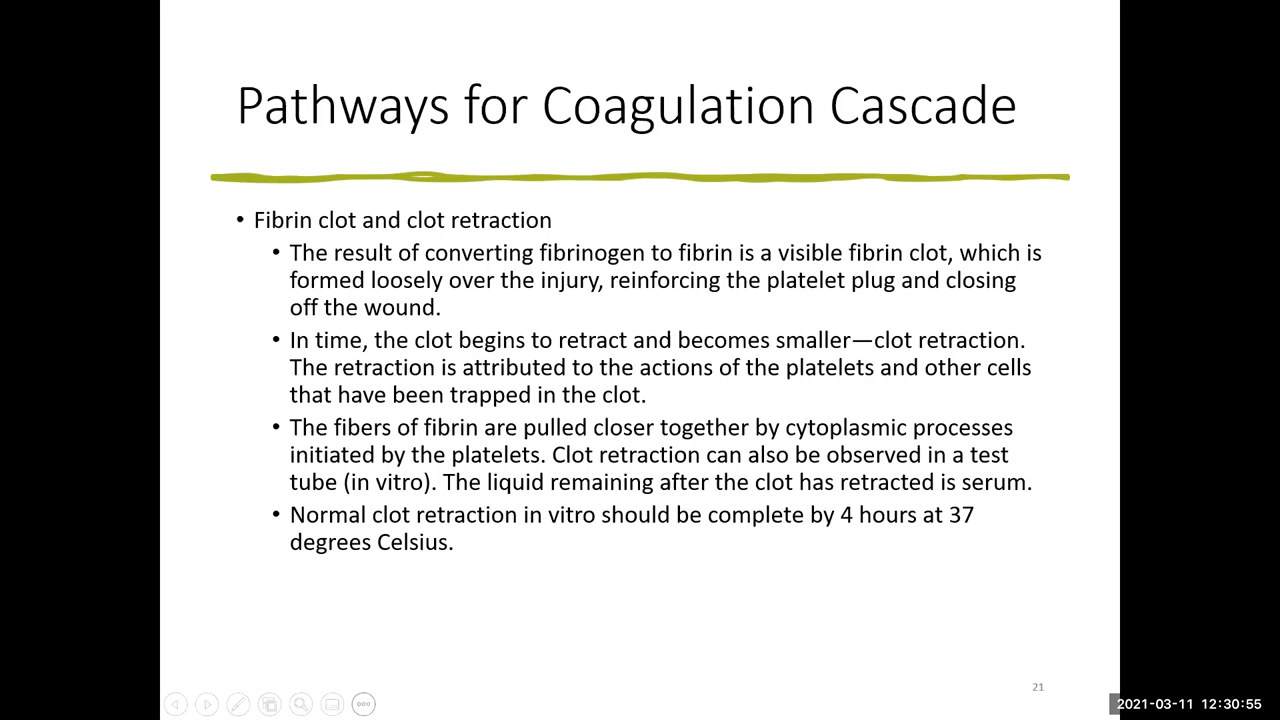 Pathways for Coagulation Cascade
• Fibrin clot and clot retraction
• The result of converting fibrinogen to fibrin is a visible fibrin clot, which is
formed loosely over the injury, reinforcing the platelet plug and closing
off the wound.
• In time, the clot begins to retract and becomes smaller—clot retraction.
The retraction is attributed to the actions of the platelets and other cells
that have been trapped in the clot.
• The fibers of fibrin are pulled closer together by cytoplasmic processes
initiated by the platelets. Clot retraction can also be observed in a test
tube (in vitro). The liquid remaining after the clot has retracted is serum.
• Normal clot retraction in vitro should be complete by 4 hours at 37
degrees Celsius.
21
2021-03-11 12:30:55